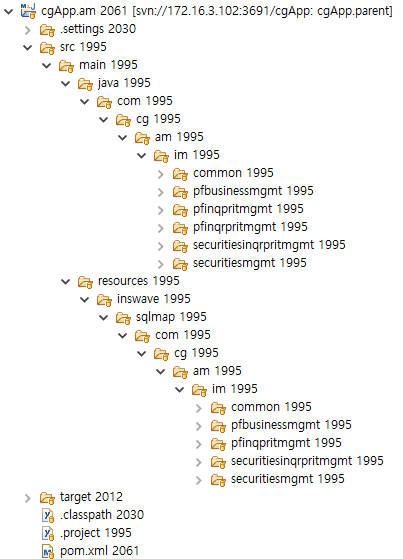 cgApp.am 2061 [svn://172.16.3.102:3691/cgApp: cgApp.parent]
.settings 2030
src 1995
main 1995
java 1995
com 1995
cg 1995
am 1995
im 1995
common 1995
pfbusinessmgmt 1995
pfinqpritmgmt 1995
pfinqrpritmgmt 1995
securitiesinqrpritmgmt 1995
securitiesmgmt 1995
resources 1995
inswave 1995
sqlmap 1995
com 1995
cg 1995
am 1995
im 1995
common 1995
pfbusinessmgmt 1995
pfinqpritmgmt 1995
securitiesinqrpritmgmt 1995
securitiesmgmt 1995
target 2012
.classpath 2030
.project 1995
pom.xml 2061